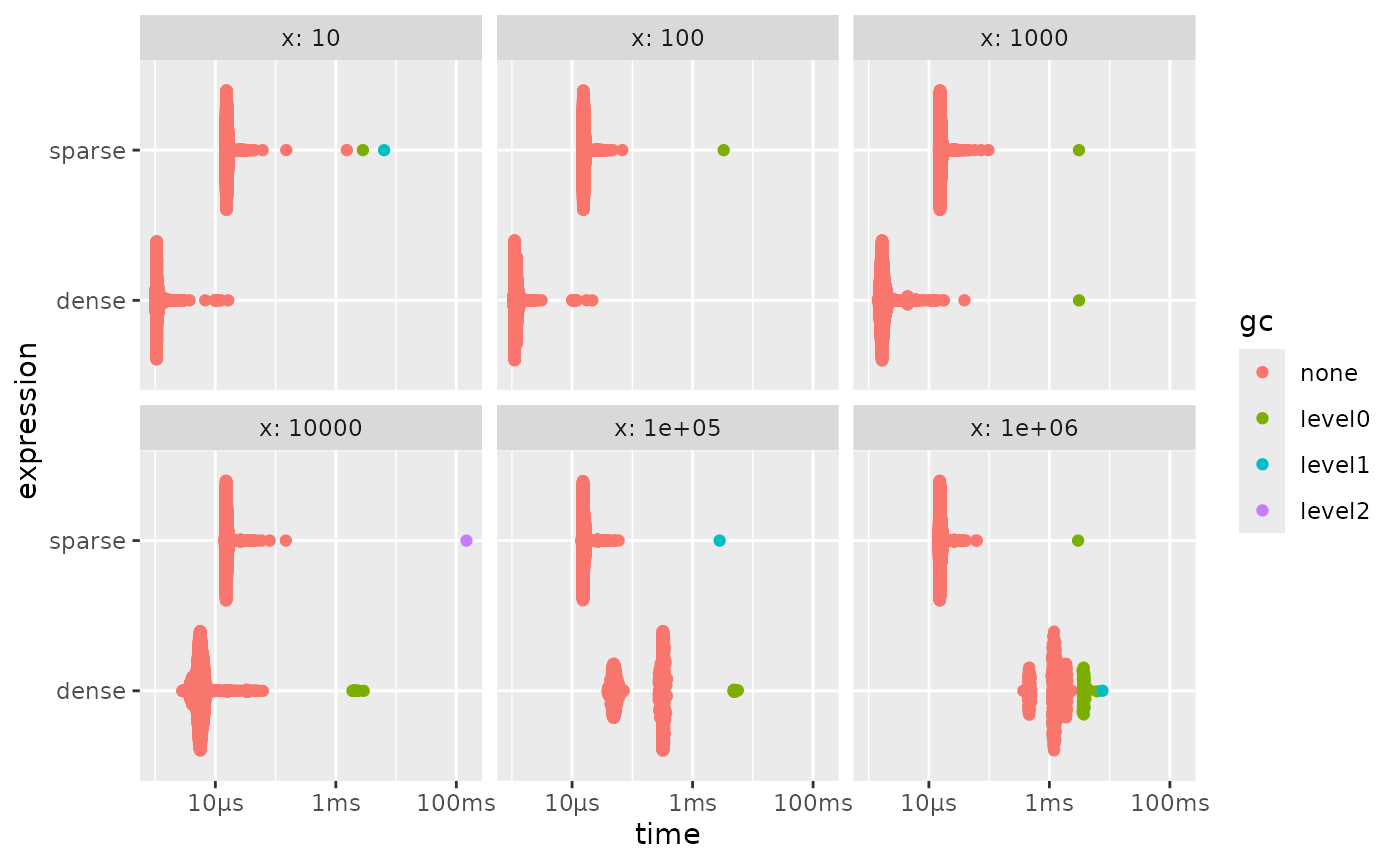 x: 10
x: 100
x: 1000
sparse
dense
x: 10000
x: 1e+05
x: 1e+06
sparse
dense
10µs
1ms
100ms
10µs
1ms
100ms
10µs
1ms
100ms
time
expression
gc
none
level0
level1
level2